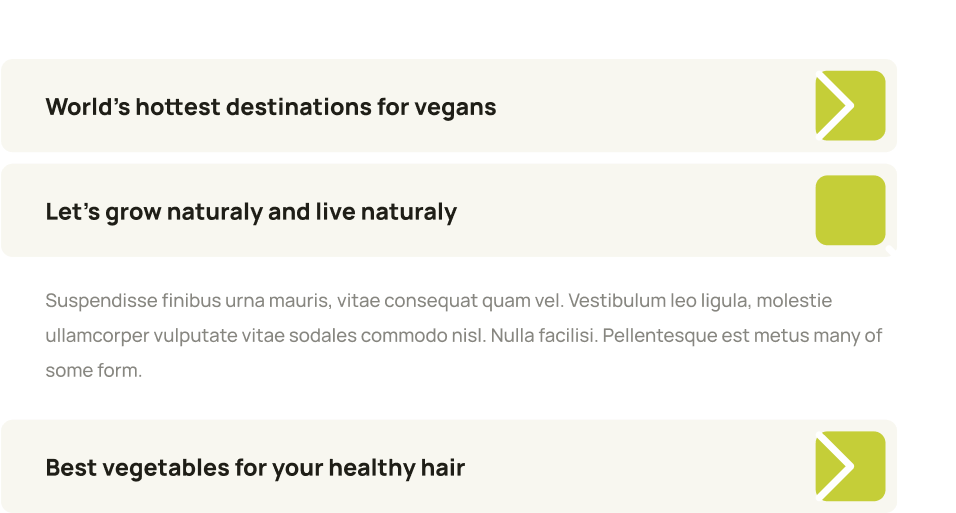 World's hottest destinations for vegans
Let's grow naturaly and live naturaly
Suspendisse finibus urna mauris, vitae consequat quam vel. Vestibulum leo ligula, molestie
ullamcorper vulputate vitae sodales commodo nisl. Nulla facilisi. Pellentesque est metus many of
some form.
Best vegetables for your healthy hair